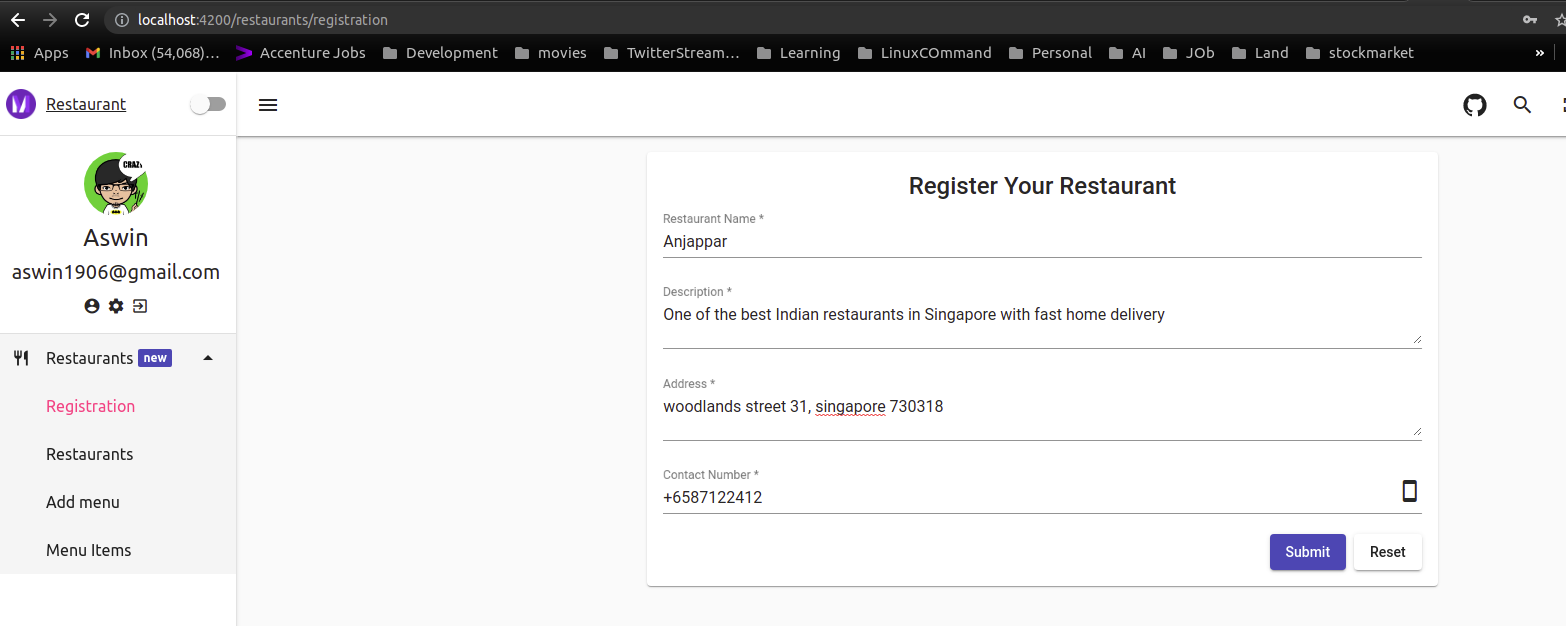 localhost:4200/restaurants/registration
Apps Inbox (54,068)... Accenture Jobs Development movies TwitterStream... Learning LinuxCOmmand Personal AI JOb Land stockmarket »
Restaurant
CRAZY
Aswin
aswin1906@gmail.com
Restaurants new
Registration
Restaurants
Add menu
Menu Items
Register Your Restaurant
Restaurant Name *
Anjappar
Description *
One of the best Indian restaurants in Singapore with fast home delivery
Address *
woodlands street 31, singapore 730318
Contact Number *
+6587122412
Submit Reset